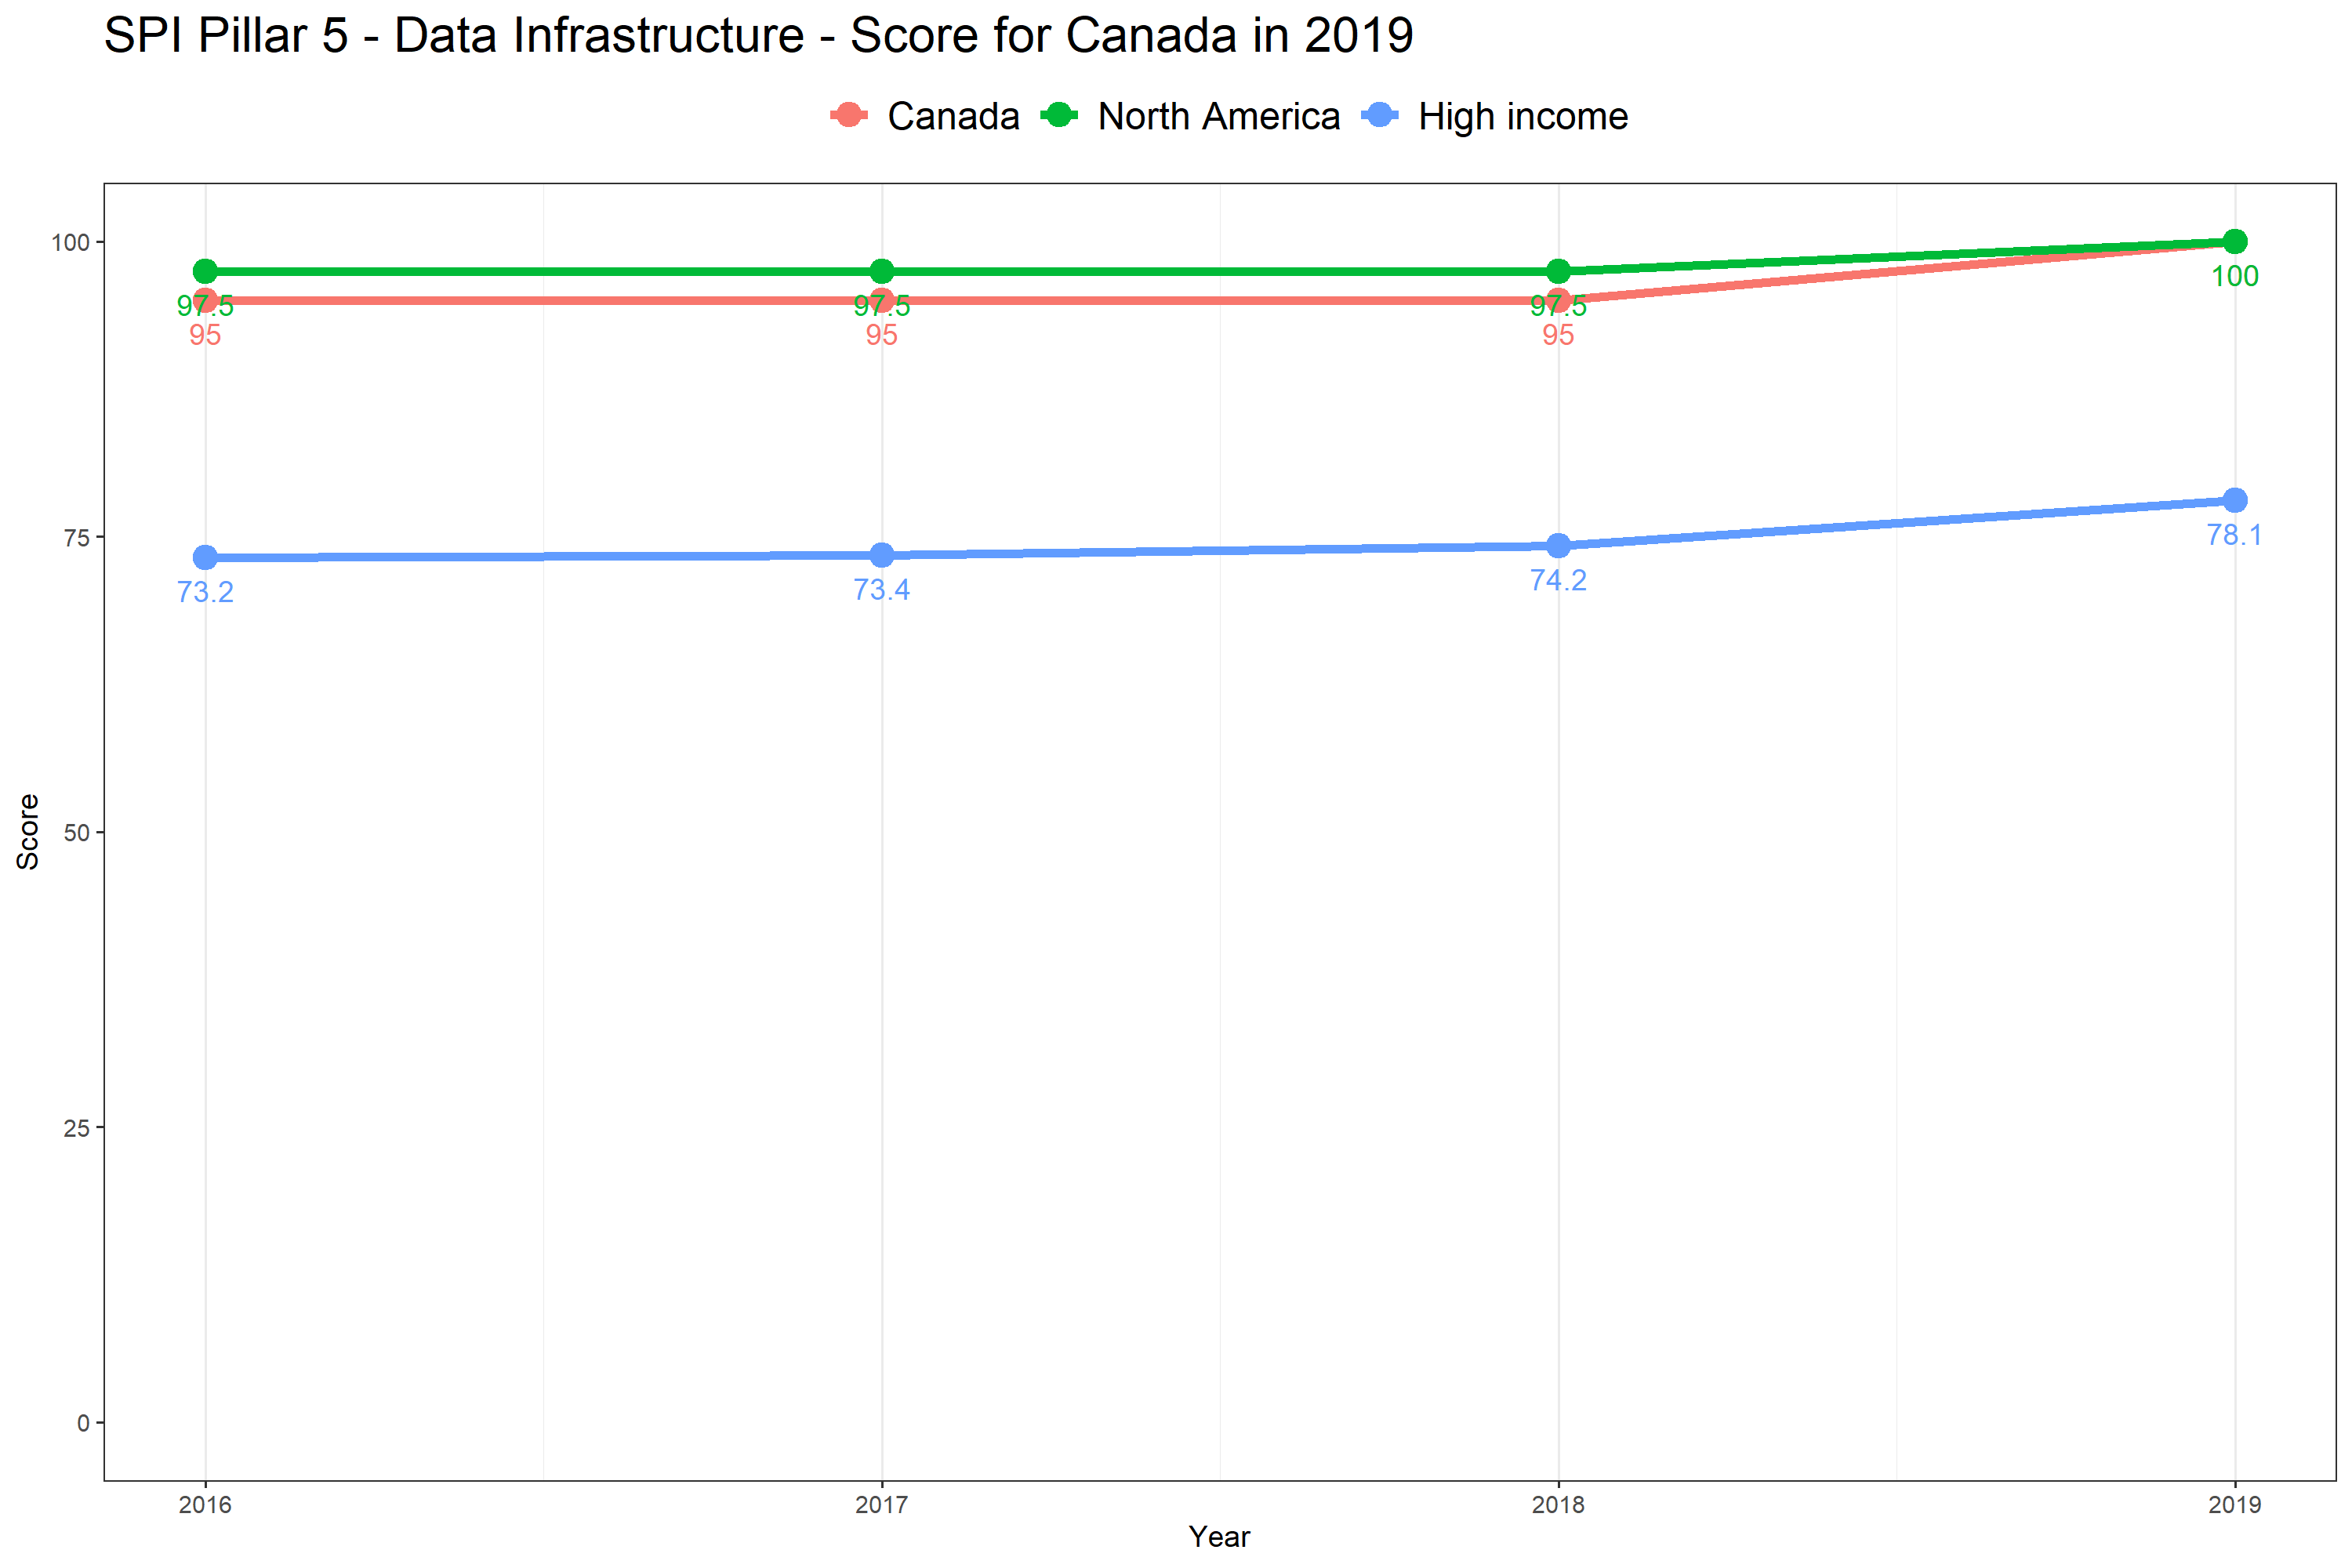 SPI Pillar 5 - Data Infrastructure - Score for Canada in 2019
Canada North America High income
100
75
50
25
0
Score
97.5 97.5 97.5 100
95 95 95
73.2 73.4 74.2 78.1
2016 2017 2018 2019
Year